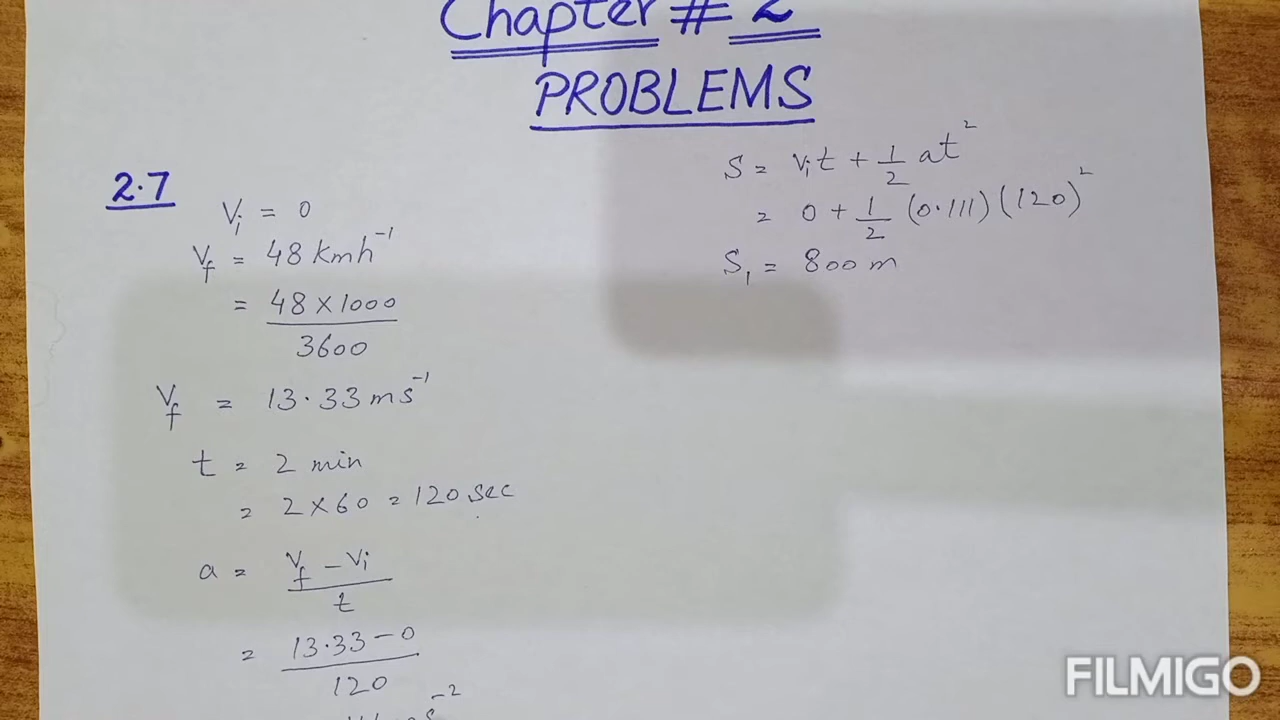 Chapter # 2
PROBLEMS
2.7
Vi = 0
Vf = 48 Kmh⁻¹
= 48 × 1000 / 3600
Vf = 13.33 ms⁻¹
t = 2 min
= 2 × 60 = 120 sec
a = Vf - Vi / t
= 13.33 - 0 / 120
S = Vit + 1/2 at²
= 0 + 1/2 (0.111) (120)²
S1 = 800 m
FILMIGO